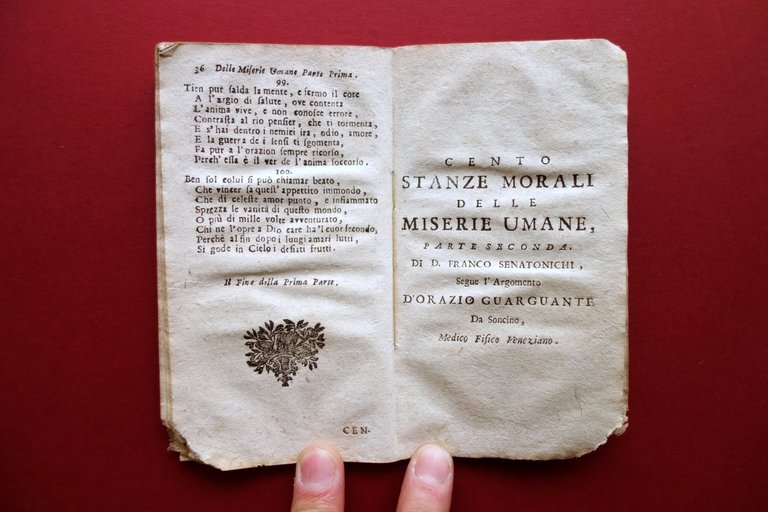 36 Delle Miserie Umane Parte Prima.
99.
Tien pur salda la mente, e fermo il core
A l'argio di salute, ove contenta
L'anima vive, e non conosce errore,
Contrasta al rio pensier, che ti tormenta,
E s'hai dentro i nemici ira, odio, amore,
E la guerra de i sensi ti sgomenta,
Fa pur a l'orazion sempre ricorso,
Perch' essa è il ver de l'anima soccorso.
100.
Ben sol colui si può chiamar beato,
Che vincer sa quest' appettito immondo,
Che di celeste amor punto, e infiammato
Sprezza le vanità di questo mondo,
O più di mille volte avventurato,
Chi ne l'opre a Dio care ha'l cuor secondo,
Perchè al fin dopo i lunghi amari lutti,
Si gode in Cielo i desiati frutti.
Il Fine della Prima Parte.
CEN-
CENTO
STANZE MORALI
DELLE
MISERIE UMANE,
PARTE SECONDA.
DI D. FRANCO SENATONICHI,
Segue l'Argomento
D'ORAZIO GUARGUANTE
Da Soncino,
Medico Fisico Veneziano.